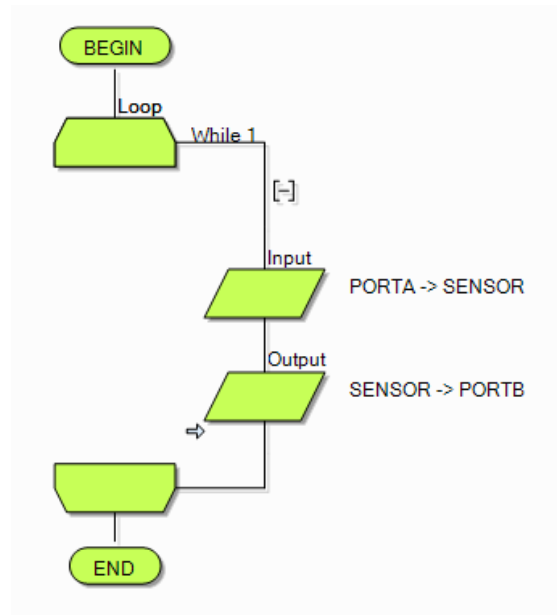 BEGIN
Loop
While 1
[-]
Input
PORTA -> SENSOR
Output
SENSOR -> PORTB
END